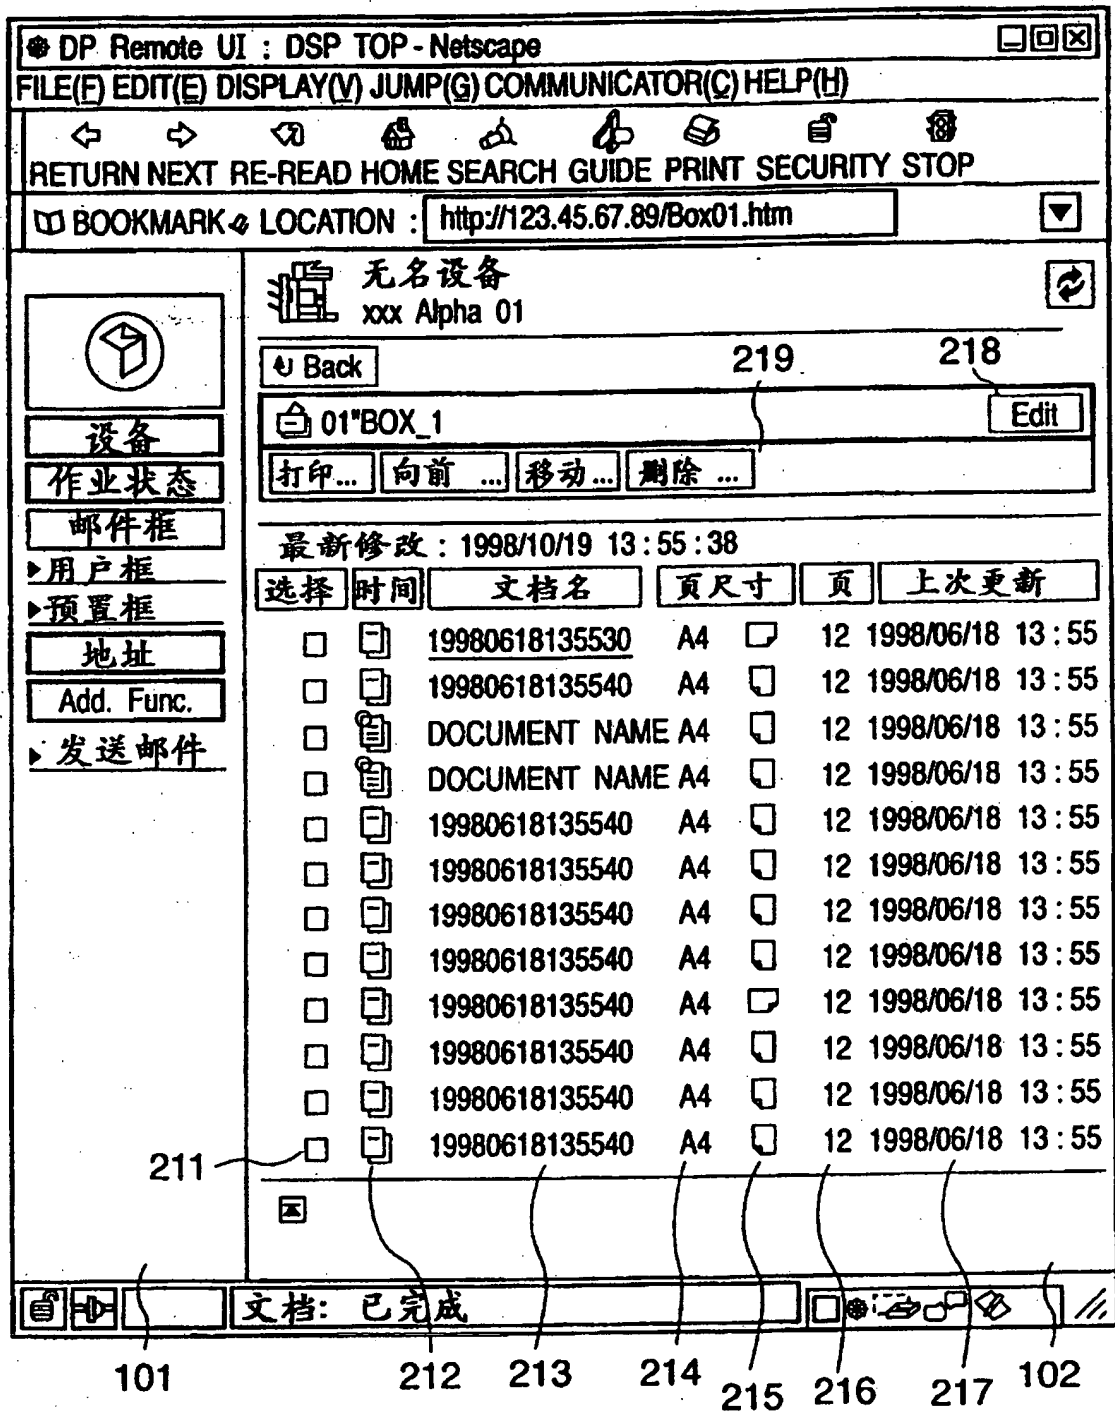 DP Remote UI : DSP TOP - Netscape
FILE(F) EDIT(E) DISPLAY(V) JUMP(G) COMMUNICATOR(C) HELP(H)
RETURN NEXT RE-READ HOME SEARCH GUIDE PRINT SECURITY STOP
BOOKMARK LOCATION : http://123.45.67.89/Box01.htm
无名设备
xxx Alpha 01
Back
219
218
01"BOX_1
Edit
打印... 向前 ... 移动... 删除 ...
设备
作业状态
邮件框
▶用户框
▶预置框
地址
Add. Func.
▶发送邮件
最新修改 : 1998/10/19 13 : 55 : 38
选择 时间 文档名 页尺寸 页 上次更新
19980618135530 A4 12 1998/06/18 13 : 55
19980618135540 A4 12 1998/06/18 13 : 55
DOCUMENT NAME A4 12 1998/06/18 13 : 55
DOCUMENT NAME A4 12 1998/06/18 13 : 55
19980618135540 A4 12 1998/06/18 13 : 55
19980618135540 A4 12 1998/06/18 13 : 55
19980618135540 A4 12 1998/06/18 13 : 55
19980618135540 A4 12 1998/06/18 13 : 55
19980618135540 A4 12 1998/06/18 13 : 55
19980618135540 A4 12 1998/06/18 13 : 55
19980618135540 A4 12 1998/06/18 13 : 55
19980618135540 A4 12 1998/06/18 13 : 55
211
文档: 已完成
101 212 213 214 215 216 217 102